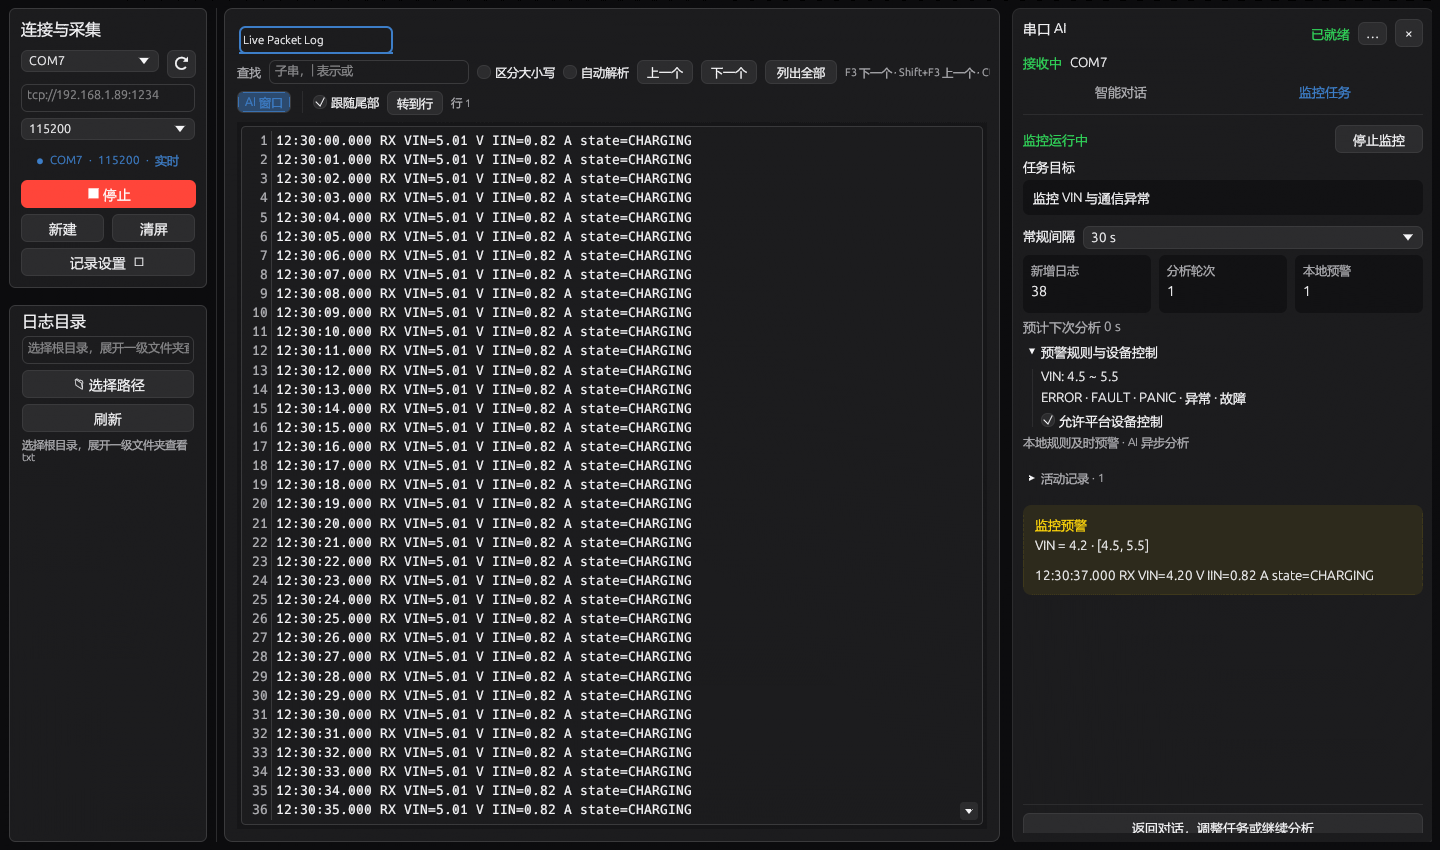 连接与采集
COM7
tcp://192.168.1.89:1234
115200
COM7 · 115200 · 实时
停止
新建
清屏
记录设置
日志目录
选择根目录，展开一级文件夹查
选择路径
刷新
选择根目录，展开一级文件夹查看
txt
Live Packet Log
查找
子串，| 表示或
区分大小写
自动解析
上一个
下一个
列出全部
F3 下一个 · Shift+F3 上一个 ·
AI 窗口
跟随尾部
转到行
行 1
1 12:30:00.000 RX VIN=5.01 V IIN=0.82 A state=CHARGING
2 12:30:01.000 RX VIN=5.01 V IIN=0.82 A state=CHARGING
3 12:30:02.000 RX VIN=5.01 V IIN=0.82 A state=CHARGING
4 12:30:03.000 RX VIN=5.01 V IIN=0.82 A state=CHARGING
5 12:30:04.000 RX VIN=5.01 V IIN=0.82 A state=CHARGING
6 12:30:05.000 RX VIN=5.01 V IIN=0.82 A state=CHARGING
7 12:30:06.000 RX VIN=5.01 V IIN=0.82 A state=CHARGING
8 12:30:07.000 RX VIN=5.01 V IIN=0.82 A state=CHARGING
9 12:30:08.000 RX VIN=5.01 V IIN=0.82 A state=CHARGING
10 12:30:09.000 RX VIN=5.01 V IIN=0.82 A state=CHARGING
11 12:30:10.000 RX VIN=5.01 V IIN=0.82 A state=CHARGING
12 12:30:11.000 RX VIN=5.01 V IIN=0.82 A state=CHARGING
13 12:30:12.000 RX VIN=5.01 V IIN=0.82 A state=CHARGING
14 12:30:13.000 RX VIN=5.01 V IIN=0.82 A state=CHARGING
15 12:30:14.000 RX VIN=5.01 V IIN=0.82 A state=CHARGING
16 12:30:15.000 RX VIN=5.01 V IIN=0.82 A state=CHARGING
17 12:30:16.000 RX VIN=5.01 V IIN=0.82 A state=CHARGING
18 12:30:17.000 RX VIN=5.01 V IIN=0.82 A state=CHARGING
19 12:30:18.000 RX VIN=5.01 V IIN=0.82 A state=CHARGING
20 12:30:19.000 RX VIN=5.01 V IIN=0.82 A state=CHARGING
21 12:30:20.000 RX VIN=5.01 V IIN=0.82 A state=CHARGING
22 12:30:21.000 RX VIN=5.01 V IIN=0.82 A state=CHARGING
23 12:30:22.000 RX VIN=5.01 V IIN=0.82 A state=CHARGING
24 12:30:23.000 RX VIN=5.01 V IIN=0.82 A state=CHARGING
25 12:30:24.000 RX VIN=5.01 V IIN=0.82 A state=CHARGING
26 12:30:25.000 RX VIN=5.01 V IIN=0.82 A state=CHARGING
27 12:30:26.000 RX VIN=5.01 V IIN=0.82 A state=CHARGING
28 12:30:27.000 RX VIN=5.01 V IIN=0.82 A state=CHARGING
29 12:30:28.000 RX VIN=5.01 V IIN=0.82 A state=CHARGING
30 12:30:29.000 RX VIN=5.01 V IIN=0.82 A state=CHARGING
31 12:30:30.000 RX VIN=5.01 V IIN=0.82 A state=CHARGING
32 12:30:31.000 RX VIN=5.01 V IIN=0.82 A state=CHARGING
33 12:30:32.000 RX VIN=5.01 V IIN=0.82 A state=CHARGING
34 12:30:33.000 RX VIN=5.01 V IIN=0.82 A state=CHARGING
35 12:30:34.000 RX VIN=5.01 V IIN=0.82 A state=CHARGING
36 12:30:35.000 RX VIN=5.01 V IIN=0.82 A state=CHARGING
串口 AI
已就绪
...
×
接收中 COM7
智能对话
监控任务
监控运行中
停止监控
任务目标
监控 VIN 与通信异常
常规间隔
30 s
新增日志
38
分析轮次
1
本地预警
1
预计下次分析 0 s
预警规则与设备控制
VIN: 4.5 ~ 5.5
ERROR · FAULT · PANIC · 异常 · 故障
允许平台设备控制
本地规则及时预警 · AI 异步分析
活动记录 · 1
监控预警
VIN = 4.2 · [4.5, 5.5]
12:30:37.000 RX VIN=4.20 V IIN=0.82 A state=CHARGING
返回对话，调整任务或继续分析